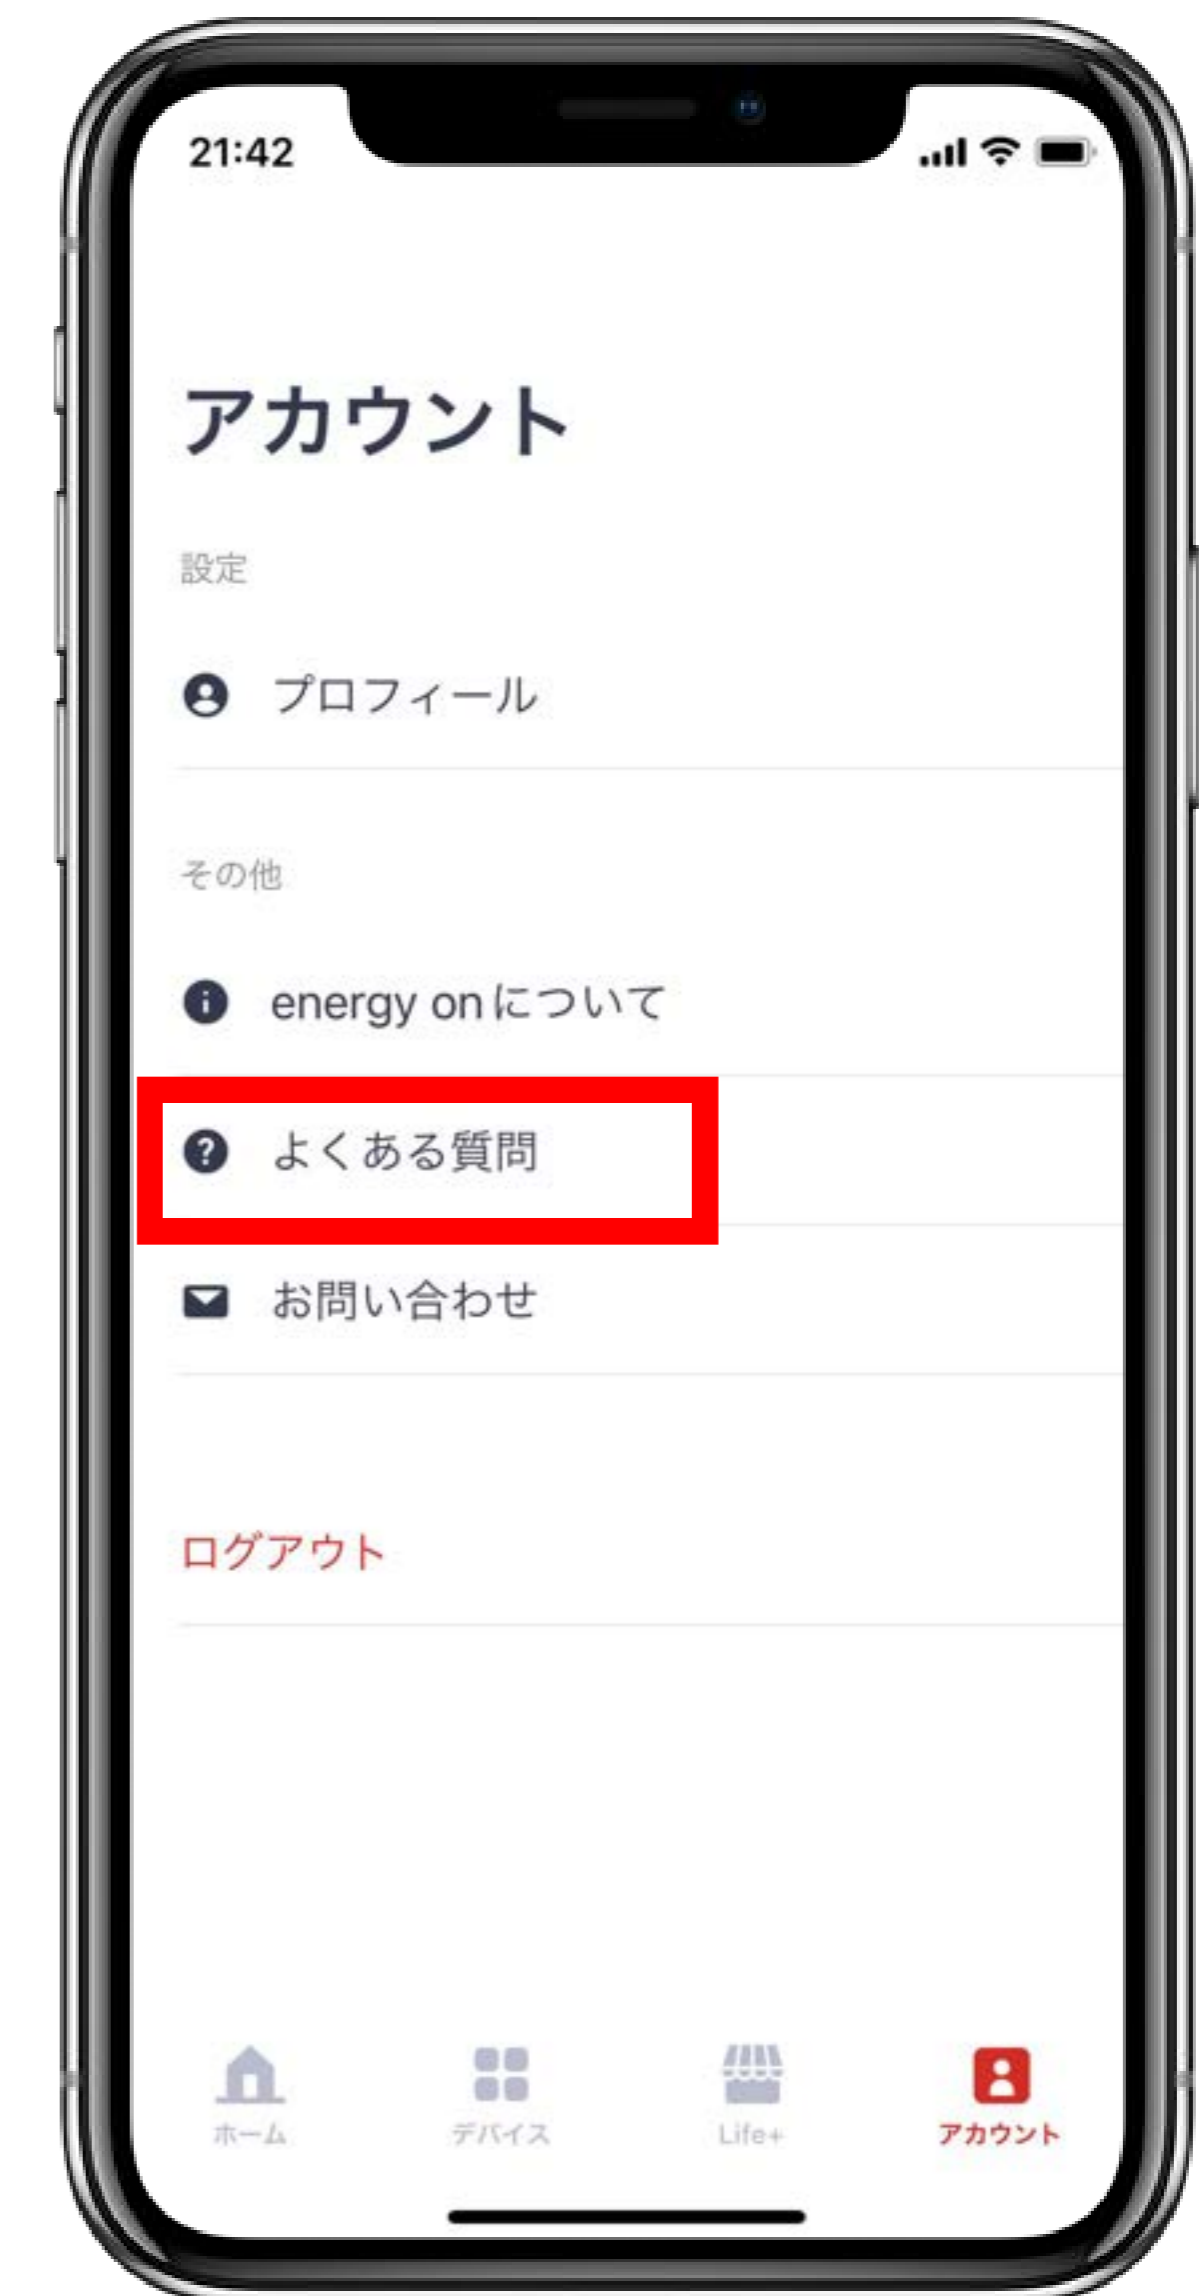 21:42
アカウント
設定
プロフィール
その他
energy onについて
よくある質問
お問い合わせ
ログアウト
ホーム
デバイス
Life+
アカウント